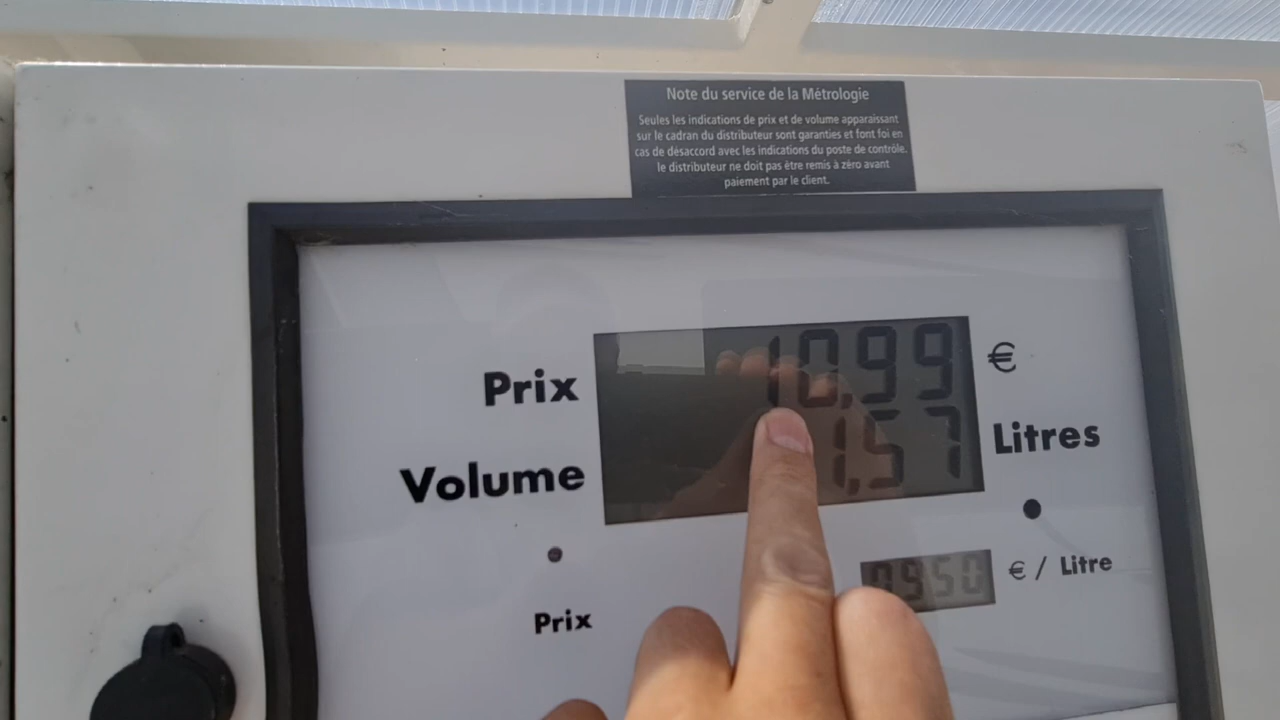 Note du service de la Métrologie
Seules les indications de prix et de volume apparaissant
sur le cadran du distributeur sont garanties et font foi en
cas de désaccord avec les indications du poste de contrôle.
le distributeur ne doit pas être remis à zéro avant
paiement par le client.
Prix 10,99 €
Volume 1,57 Litres
0950 € / Litre
Prix